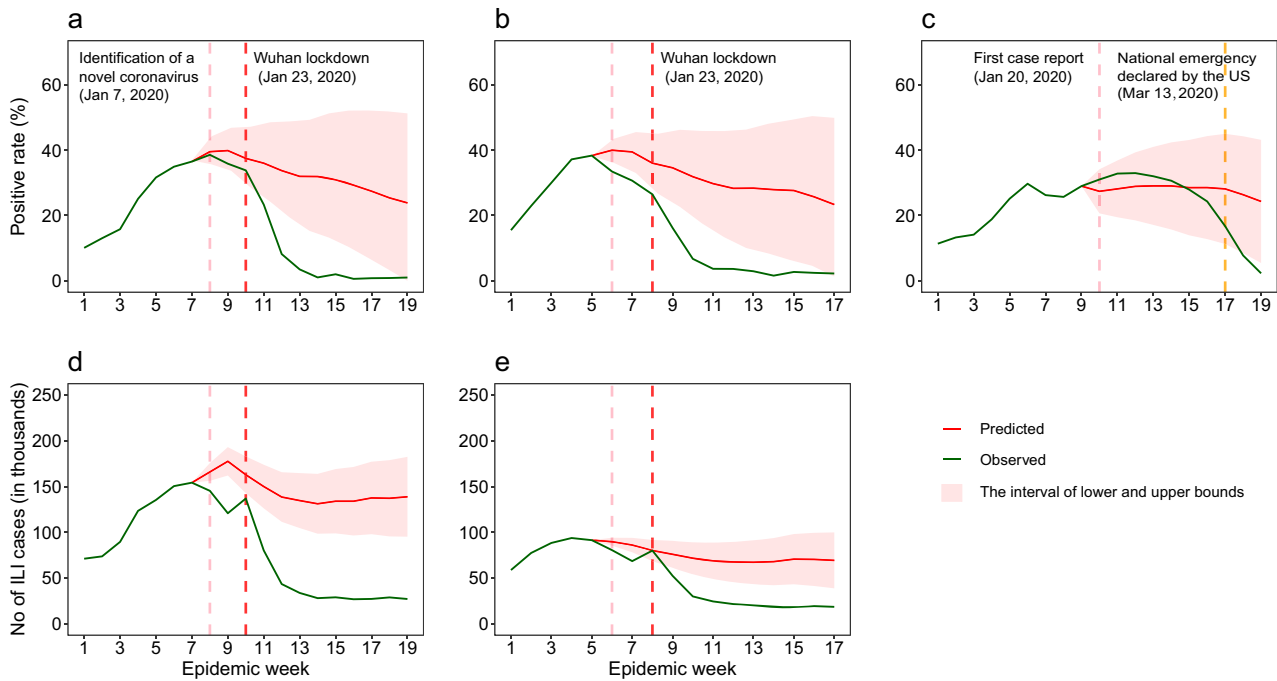 a
Identification of a
novel coronavirus
(Jan 7, 2020)
Wuhan lockdown
(Jan 23, 2020)
Positive rate (%)
60
40
20
0
1 3 5 7 9 11 13 15 17 19
b
Wuhan lockdown
(Jan 23, 2020)
60
40
20
0
1 3 5 7 9 11 13 15 17
c
First case report
(Jan 20, 2020)
National emergency
declared by the US
(Mar 13, 2020)
60
40
20
0
1 3 5 7 9 11 13 15 17 19
d
No of ILI cases (in thousands)
250
200
150
100
50
0
1 3 5 7 9 11 13 15 17 19
Epidemic week
e
250
200
150
100
50
0
1 3 5 7 9 11 13 15 17
Epidemic week
Predicted
Observed
The interval of lower and upper bounds